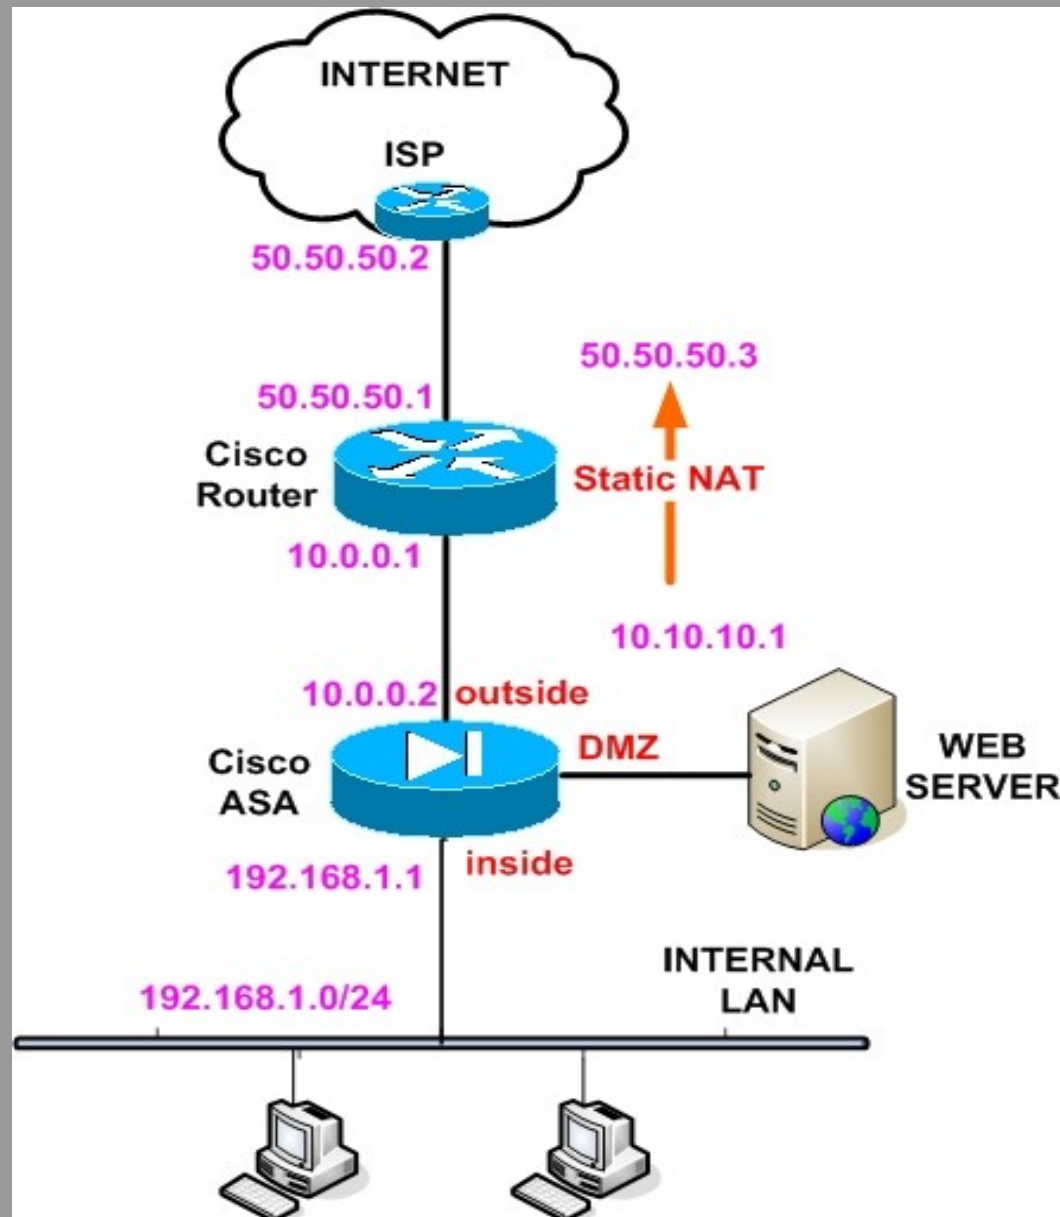 INTERNET
ISP
50.50.50.2
50.50.50.3
50.50.50.1
Cisco
Router
Static NAT
10.0.0.1
10.10.10.1
10.0.0.2
outside
DMZ
Cisco
ASA
WEB
SERVER
inside
192.168.1.1
INTERNAL
LAN
192.168.1.0/24